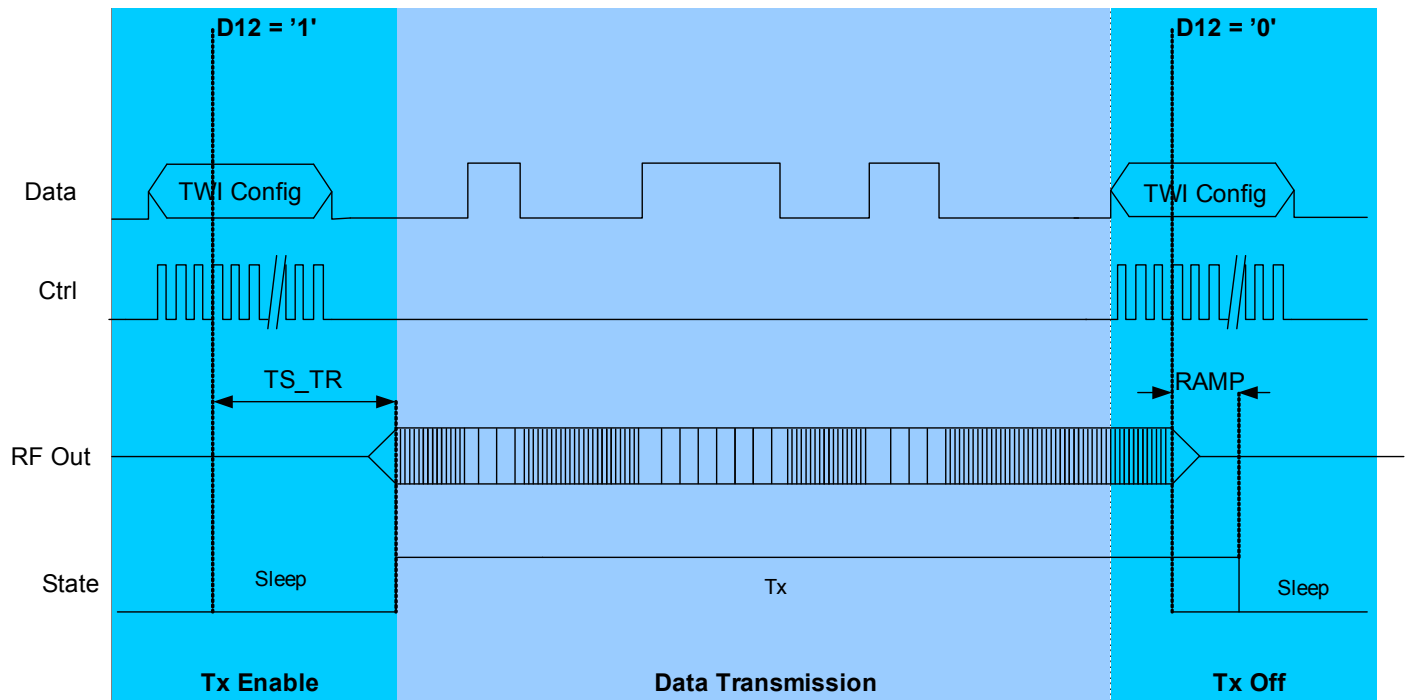 D12 = '1'
D12 = '0'
Data
TWI Config
TWI Config
Ctrl
TS_TR
RAMP
RF Out
State
Sleep
Tx
Sleep
Tx Enable
Data Transmission
Tx Off